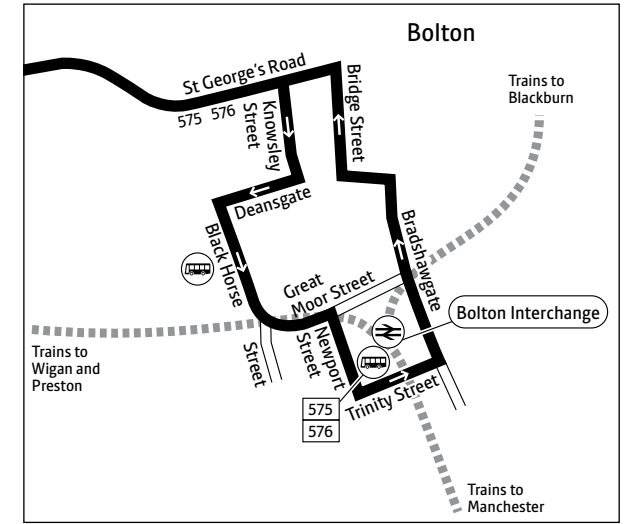 Bolton
St George's Road
575 576
Knowsley
Street
Bridge Street
Trains to
Blackburn
Deansgate
Black Horse
Street
Bradshawgate
Great
Moor Street
Newport
Street
Bolton Interchange
Trains to
Wigan and
Preston
Trinity Street
575
576
Trains to
Manchester